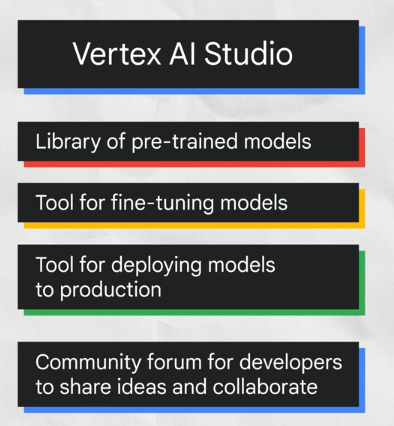 Vertex AI Studio
Library of pre-trained models
Tool for fine-tuning models
Tool for deploying models
to production
Community forum for developers
to share ideas and collaborate